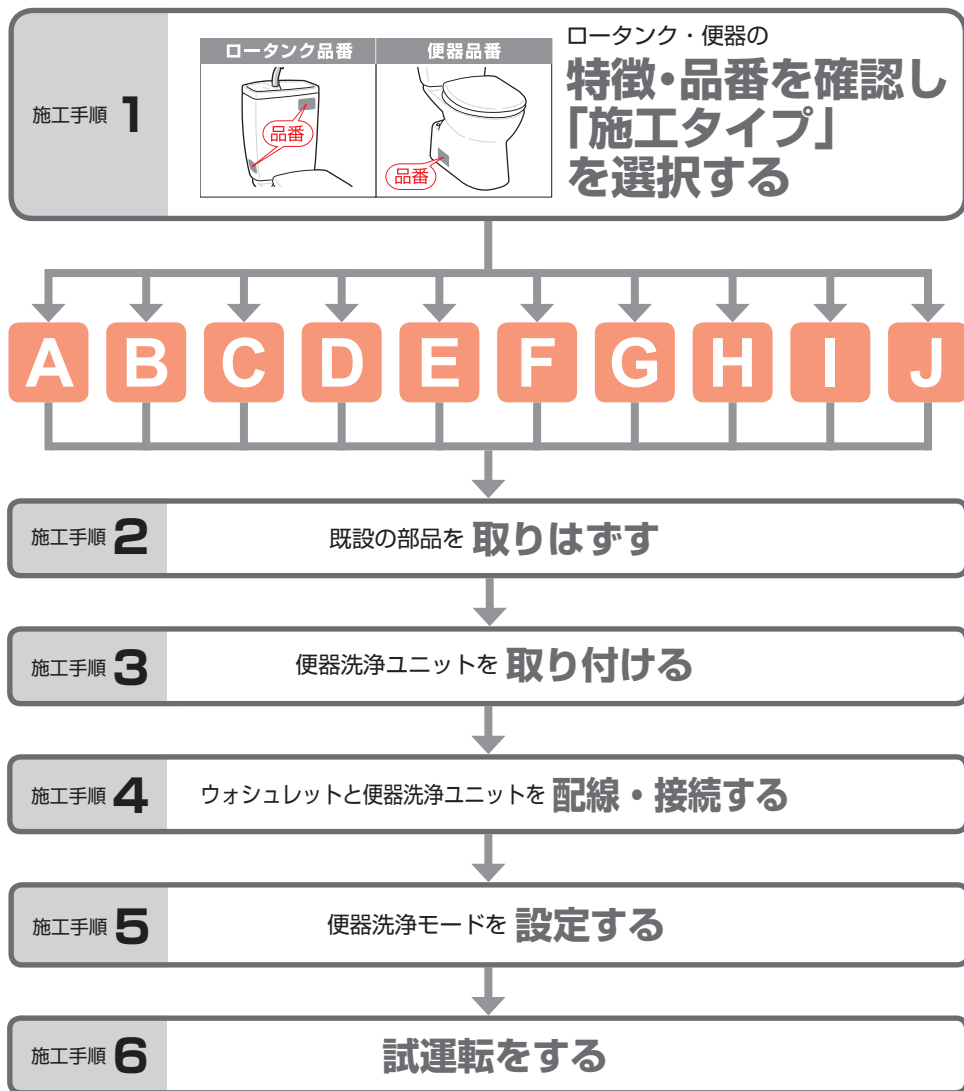 施工手順 1
ロータンク品番
便器品番
品番
品番
品番
ロータンク・便器の
特徴・品番を確認し
「施工タイプ」
を選択する
A B C D E F G H I J
施工手順 2
既設の部品を 取りはずす
施工手順 3
便器洗浄ユニットを 取り付ける
施工手順 4
ウォシュレットと便器洗浄ユニットを 配線・接続する
施工手順 5
便器洗浄モードを 設定する
施工手順 6
試運転をする